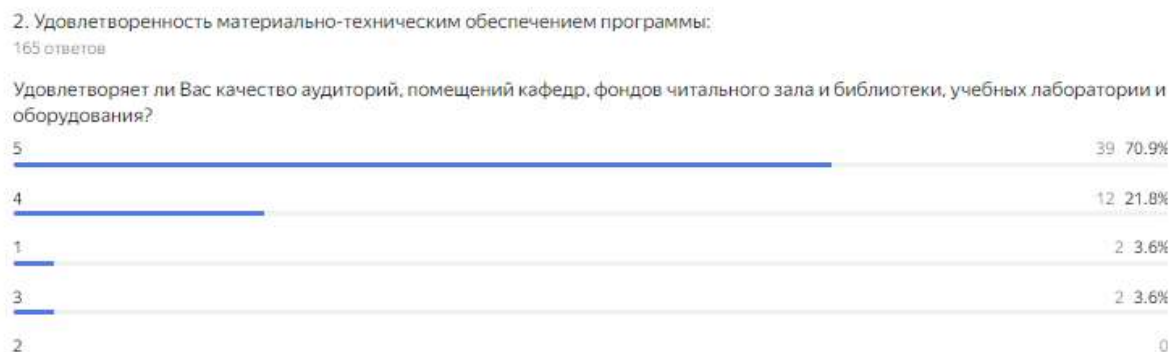 2. Удовлетворенность материально-техническим обеспечением программы:
165 ответов
Удовлетворяет ли Вас качество аудиторий, помещений кафедр, фондов читального зала и библиотеки, учебных лаборатории и
оборудования?
5 39 70.9%
4 12 21.8%
1 2 3.6%
3 2 3.6%
2 0